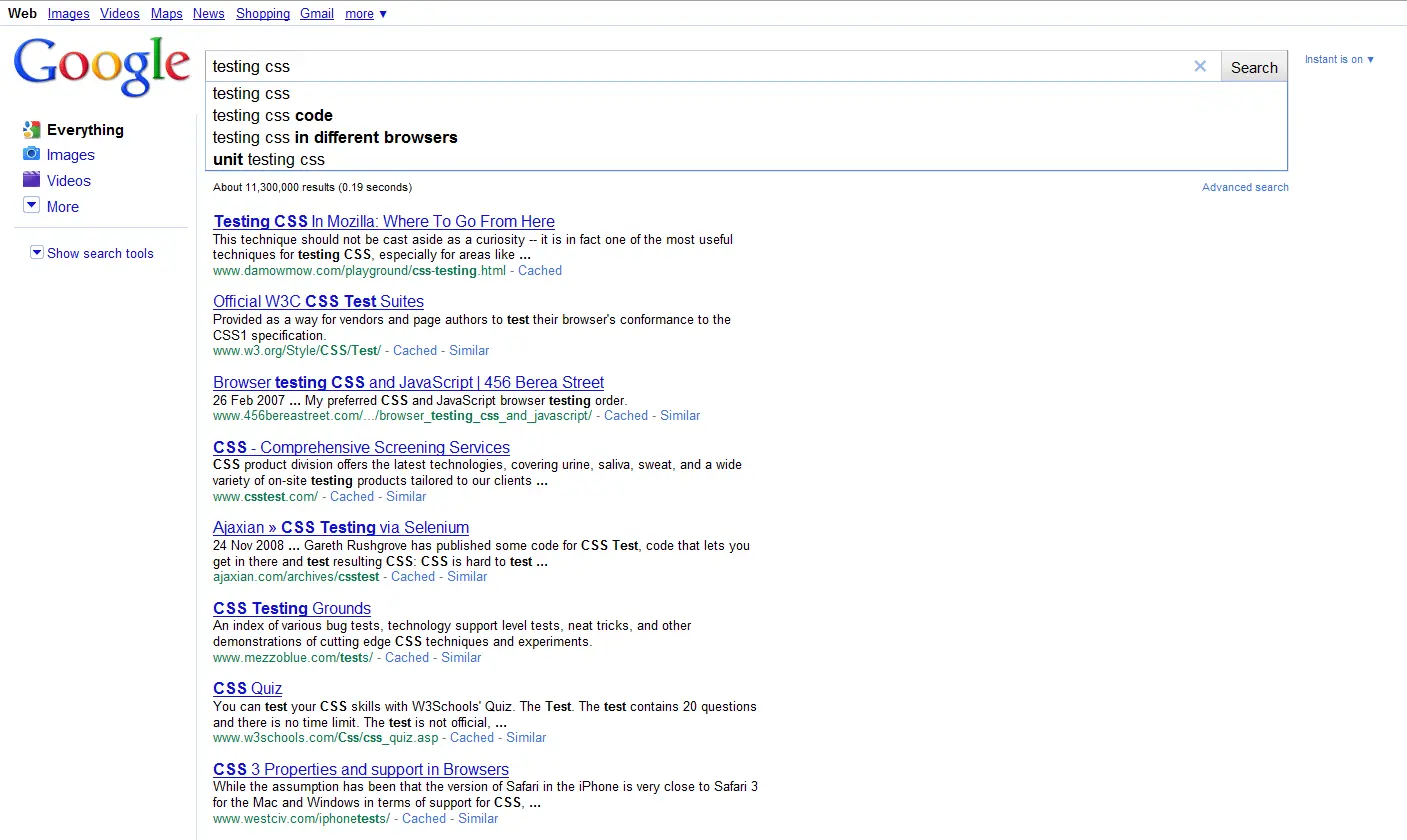 Web Images Videos Maps News Shopping Gmail more ▼
Google
testing css
× Search
Instant is on ▼
testing css
testing css code
testing css in different browsers
unit testing css
Everything
Images
Videos
More
Show search tools
About 11,300,000 results (0.19 seconds)
Advanced search
Testing CSS In Mozilla: Where To Go From Here
This technique should not be cast aside as a curiosity -- it is in fact one of the most useful
techniques for testing CSS, especially for areas like ...
www.damowmow.com/playground/css-testing.html - Cached
Official W3C CSS Test Suites
Provided as a way for vendors and page authors to test their browser's conformance to the
CSS1 specification.
www.w3.org/Style/CSS/Test/ - Cached - Similar
Browser testing CSS and JavaScript | 456 Berea Street
26 Feb 2007 ... My preferred CSS and JavaScript browser testing order.
www.456bereastreet.com/.../browser_testing_css_and_javascript/ - Cached - Similar
CSS - Comprehensive Screening Services
CSS product division offers the latest technologies, covering urine, saliva, sweat, and a wide
variety of on-site testing products tailored to our clients ...
www.csstest.com/ - Cached - Similar
Ajaxian » CSS Testing via Selenium
24 Nov 2008 ... Gareth Rushgrove has published some code for CSS Test, code that lets you
get in there and test resulting CSS: CSS is hard to test ...
ajaxian.com/archives/csstest - Cached - Similar
CSS Testing Grounds
An index of various bug tests, technology support level tests, neat tricks, and other
demonstrations of cutting edge CSS techniques and experiments.
www.mezzoblue.com/tests/ - Cached - Similar
CSS Quiz
You can test your CSS skills with W3Schools' Quiz. The Test. The test contains 20 questions
and there is no time limit. The test is not official, ...
www.w3schools.com/Css/css_quiz.asp - Cached - Similar
CSS 3 Properties and support in Browsers
While the assumption has been that the version of Safari in the iPhone is very close to Safari 3
for the Mac and Windows in terms of support for CSS, ...
www.westciv.com/iphonetests/ - Cached - Similar